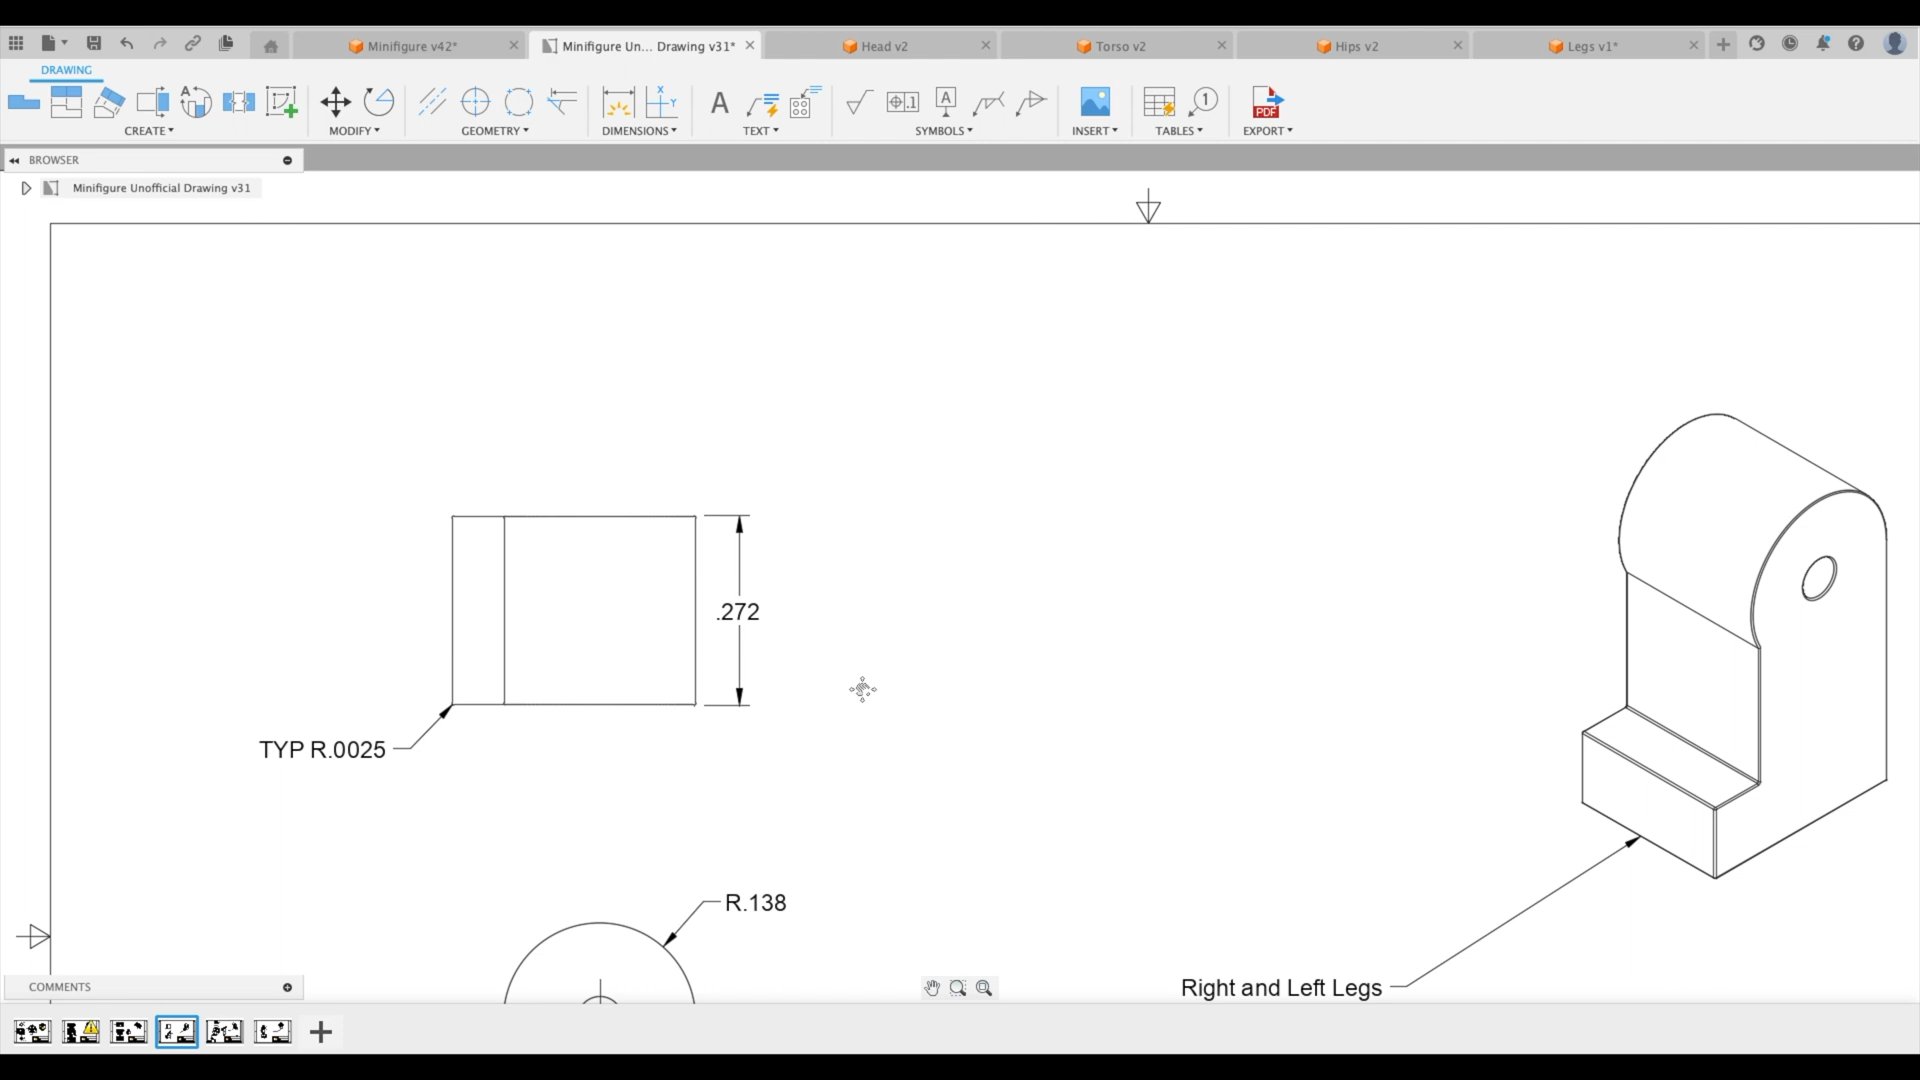 Minifigure v42*
Minifigure Un... Drawing v31*
Head v2
Torso v2
Hips v2
Legs v1*
DRAWING
CREATE
MODIFY
GEOMETRY
DIMENSIONS
TEXT
SYMBOLS
INSERT
TABLES
EXPORT
BROWSER
Minifigure Unofficial Drawing v31
.272
TYP R.0025
R.138
Right and Left Legs
COMMENTS